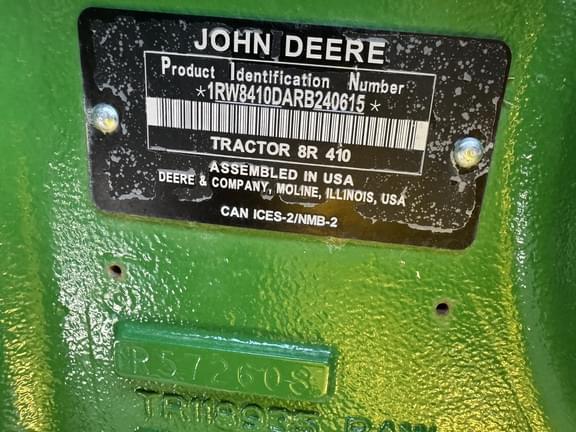 JOHN DEERE
Product Identification Number
*1RW8410DARB240615*
TRACTOR 8R 410
ASSEMBLED IN USA
DEERE & COMPANY, MOLINE, ILLINOIS, USA
CAN ICES-2/NMB-2
R572608